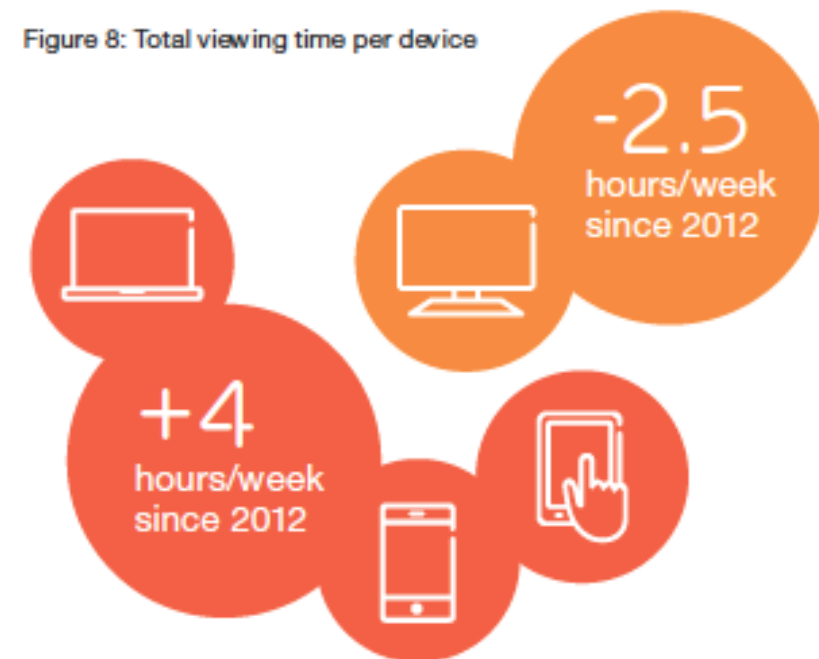 Figure 8: Total viewing time per device
-2.5
hours/week
since 2012
+4
hours/week
since 2012